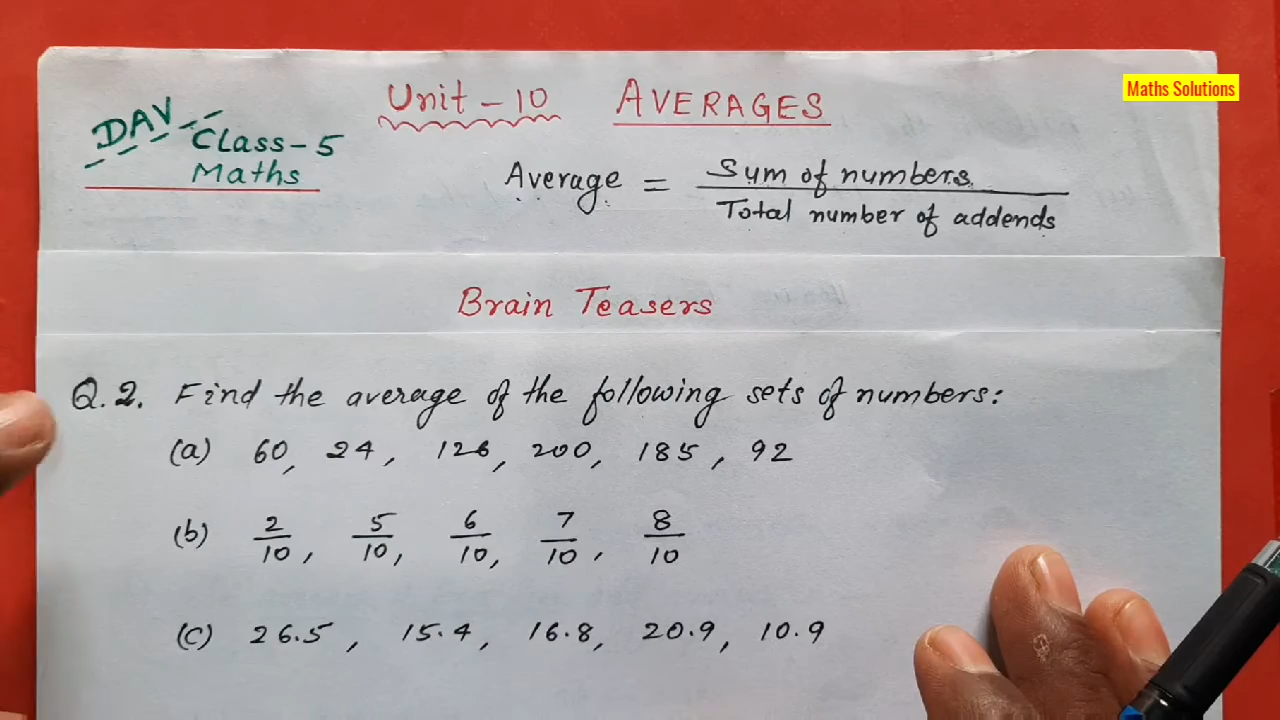 DAV
Class-5
Maths
Unit - 10 AVERAGES
Maths Solutions
Average = Sum of numbers / Total number of addends
Brain Teasers
Q.2. Find the average of the following sets of numbers:
(a) 60, 24, 126, 200, 185, 92
(b) 2/10, 5/10, 6/10, 7/10, 8/10
(c) 26.5, 15.4, 16.8, 20.9, 10.9